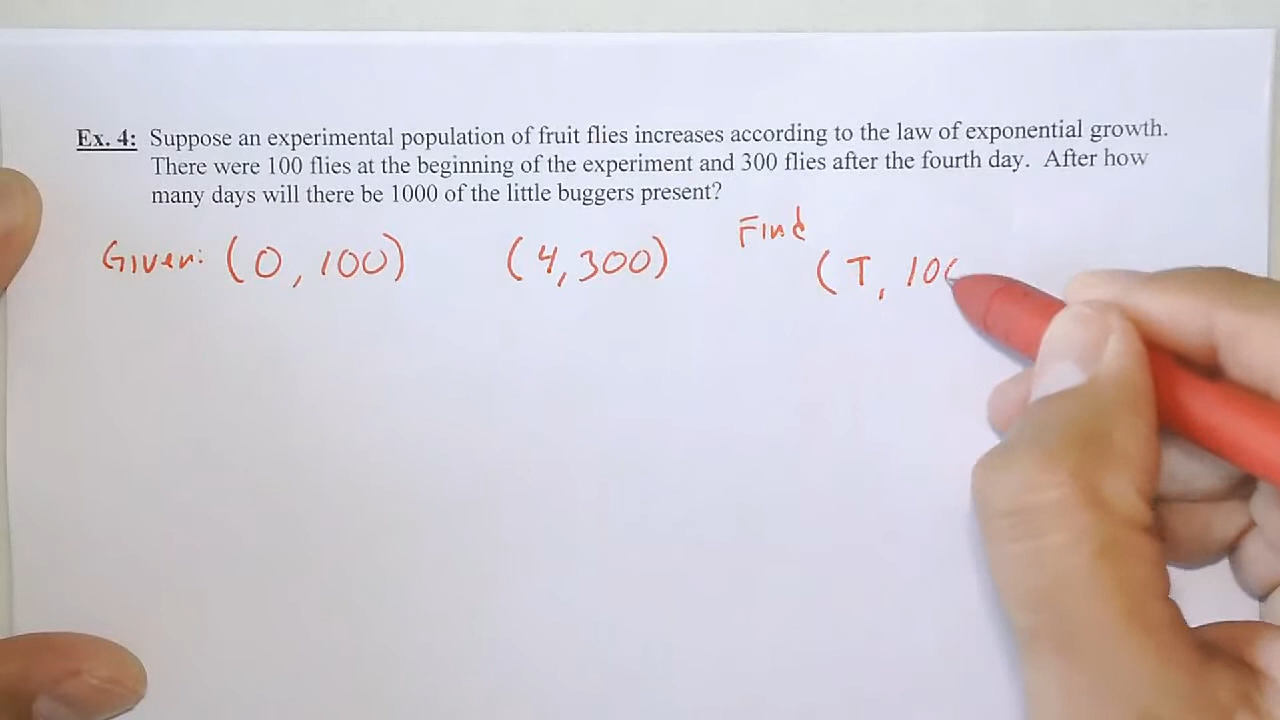 Ex. 4: Suppose an experimental population of fruit flies increases according to the law of exponential growth.
There were 100 flies at the beginning of the experiment and 300 flies after the fourth day. After how
many days will there be 1000 of the little buggers present?
Given: (0, 100) (4, 300) Find
(T, 100